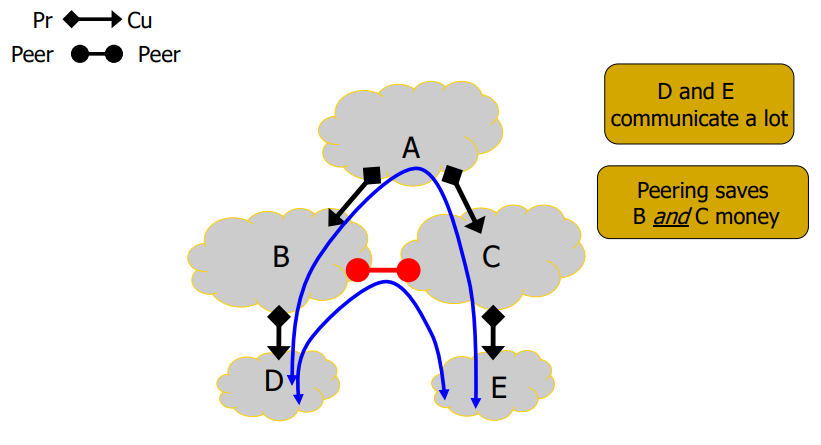 Pr Cu
Peer Peer
D and E
communicate a lot
A
Peering saves
B and C money
B
C
D
E